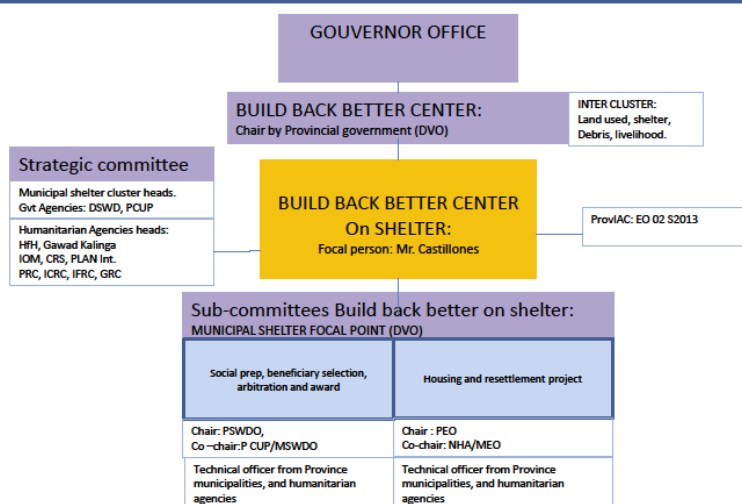 GOUVERNOR OFFICE
BUILD BACK BETTER CENTER:
Chair by Provincial government (DVO)
INTER CLUSTER:
Land used, shelter,
Debris, livelihood.
Strategic committee
Municipal shelter cluster heads.
Gvt Agencies: DSWD, PCUP
Humanitarian Agencies heads:
HfH, Gawad Kalinga
IOM, CRS, PLAN Int.
PRC, ICRC, IFRC, GRC
BUILD BACK BETTER CENTER
On SHELTER:
Focal person: Mr. Castillones
ProvIAC: EO 02 S2013
Sub-committees Build back better on shelter:
MUNICIPAL SHELTER FOCAL POINT (DVO)
Social prep, beneficiary selection,
arbitration and award
Housing and resettlement project
Chair: PSWDO,
Co –chair:P CUP/MSWDO
Chair : PEO
Co-chair: NHA/MEO
Technical officer from Province
municipalities, and humanitarian
agencies
Technical officer from Province
municipalities, and humanitarian
agencies